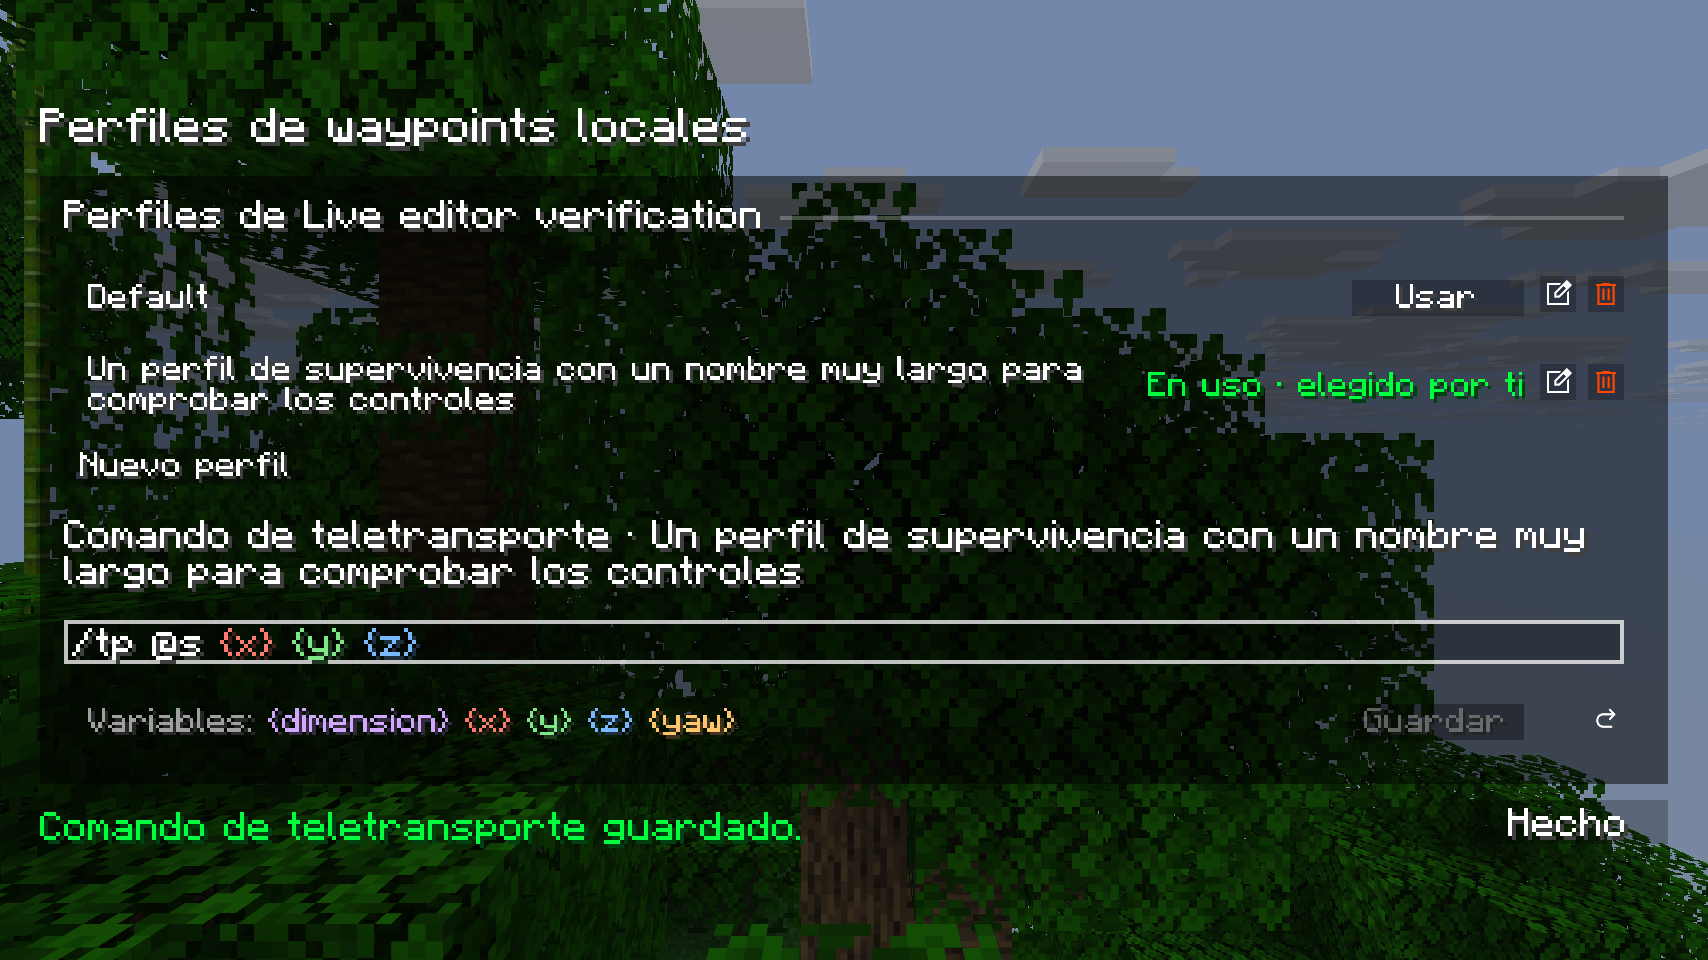 Perfiles de waypoints locales
Perfiles de Live editor verification
Default
Usar
Un perfil de supervivencia con un nombre muy largo para
comprobar los controles
En uso · elegido por ti
Nuevo perfil
Comando de teletransporte · Un perfil de supervivencia con un nombre muy
largo para comprobar los controles
/tp @s {x} {y} {z}
Variables: {dimension} {x} {y} {z} {yaw}
Guardar
Comando de teletransporte guardado.
Hecho